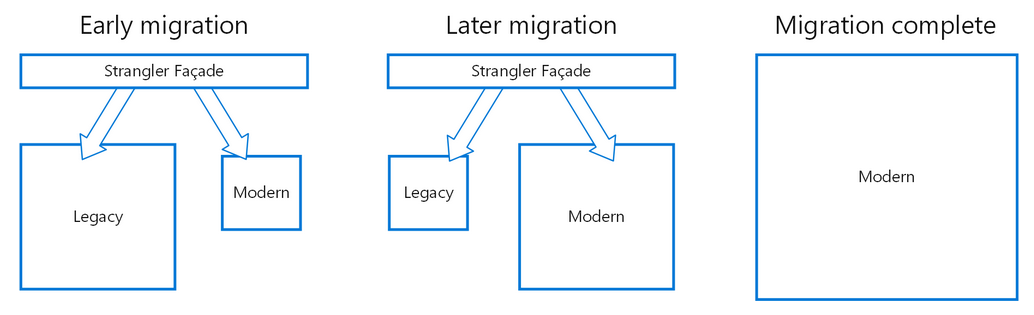 Early migration
Strangler Façade
Legacy
Modern
Later migration
Strangler Façade
Legacy
Modern
Migration complete
Modern